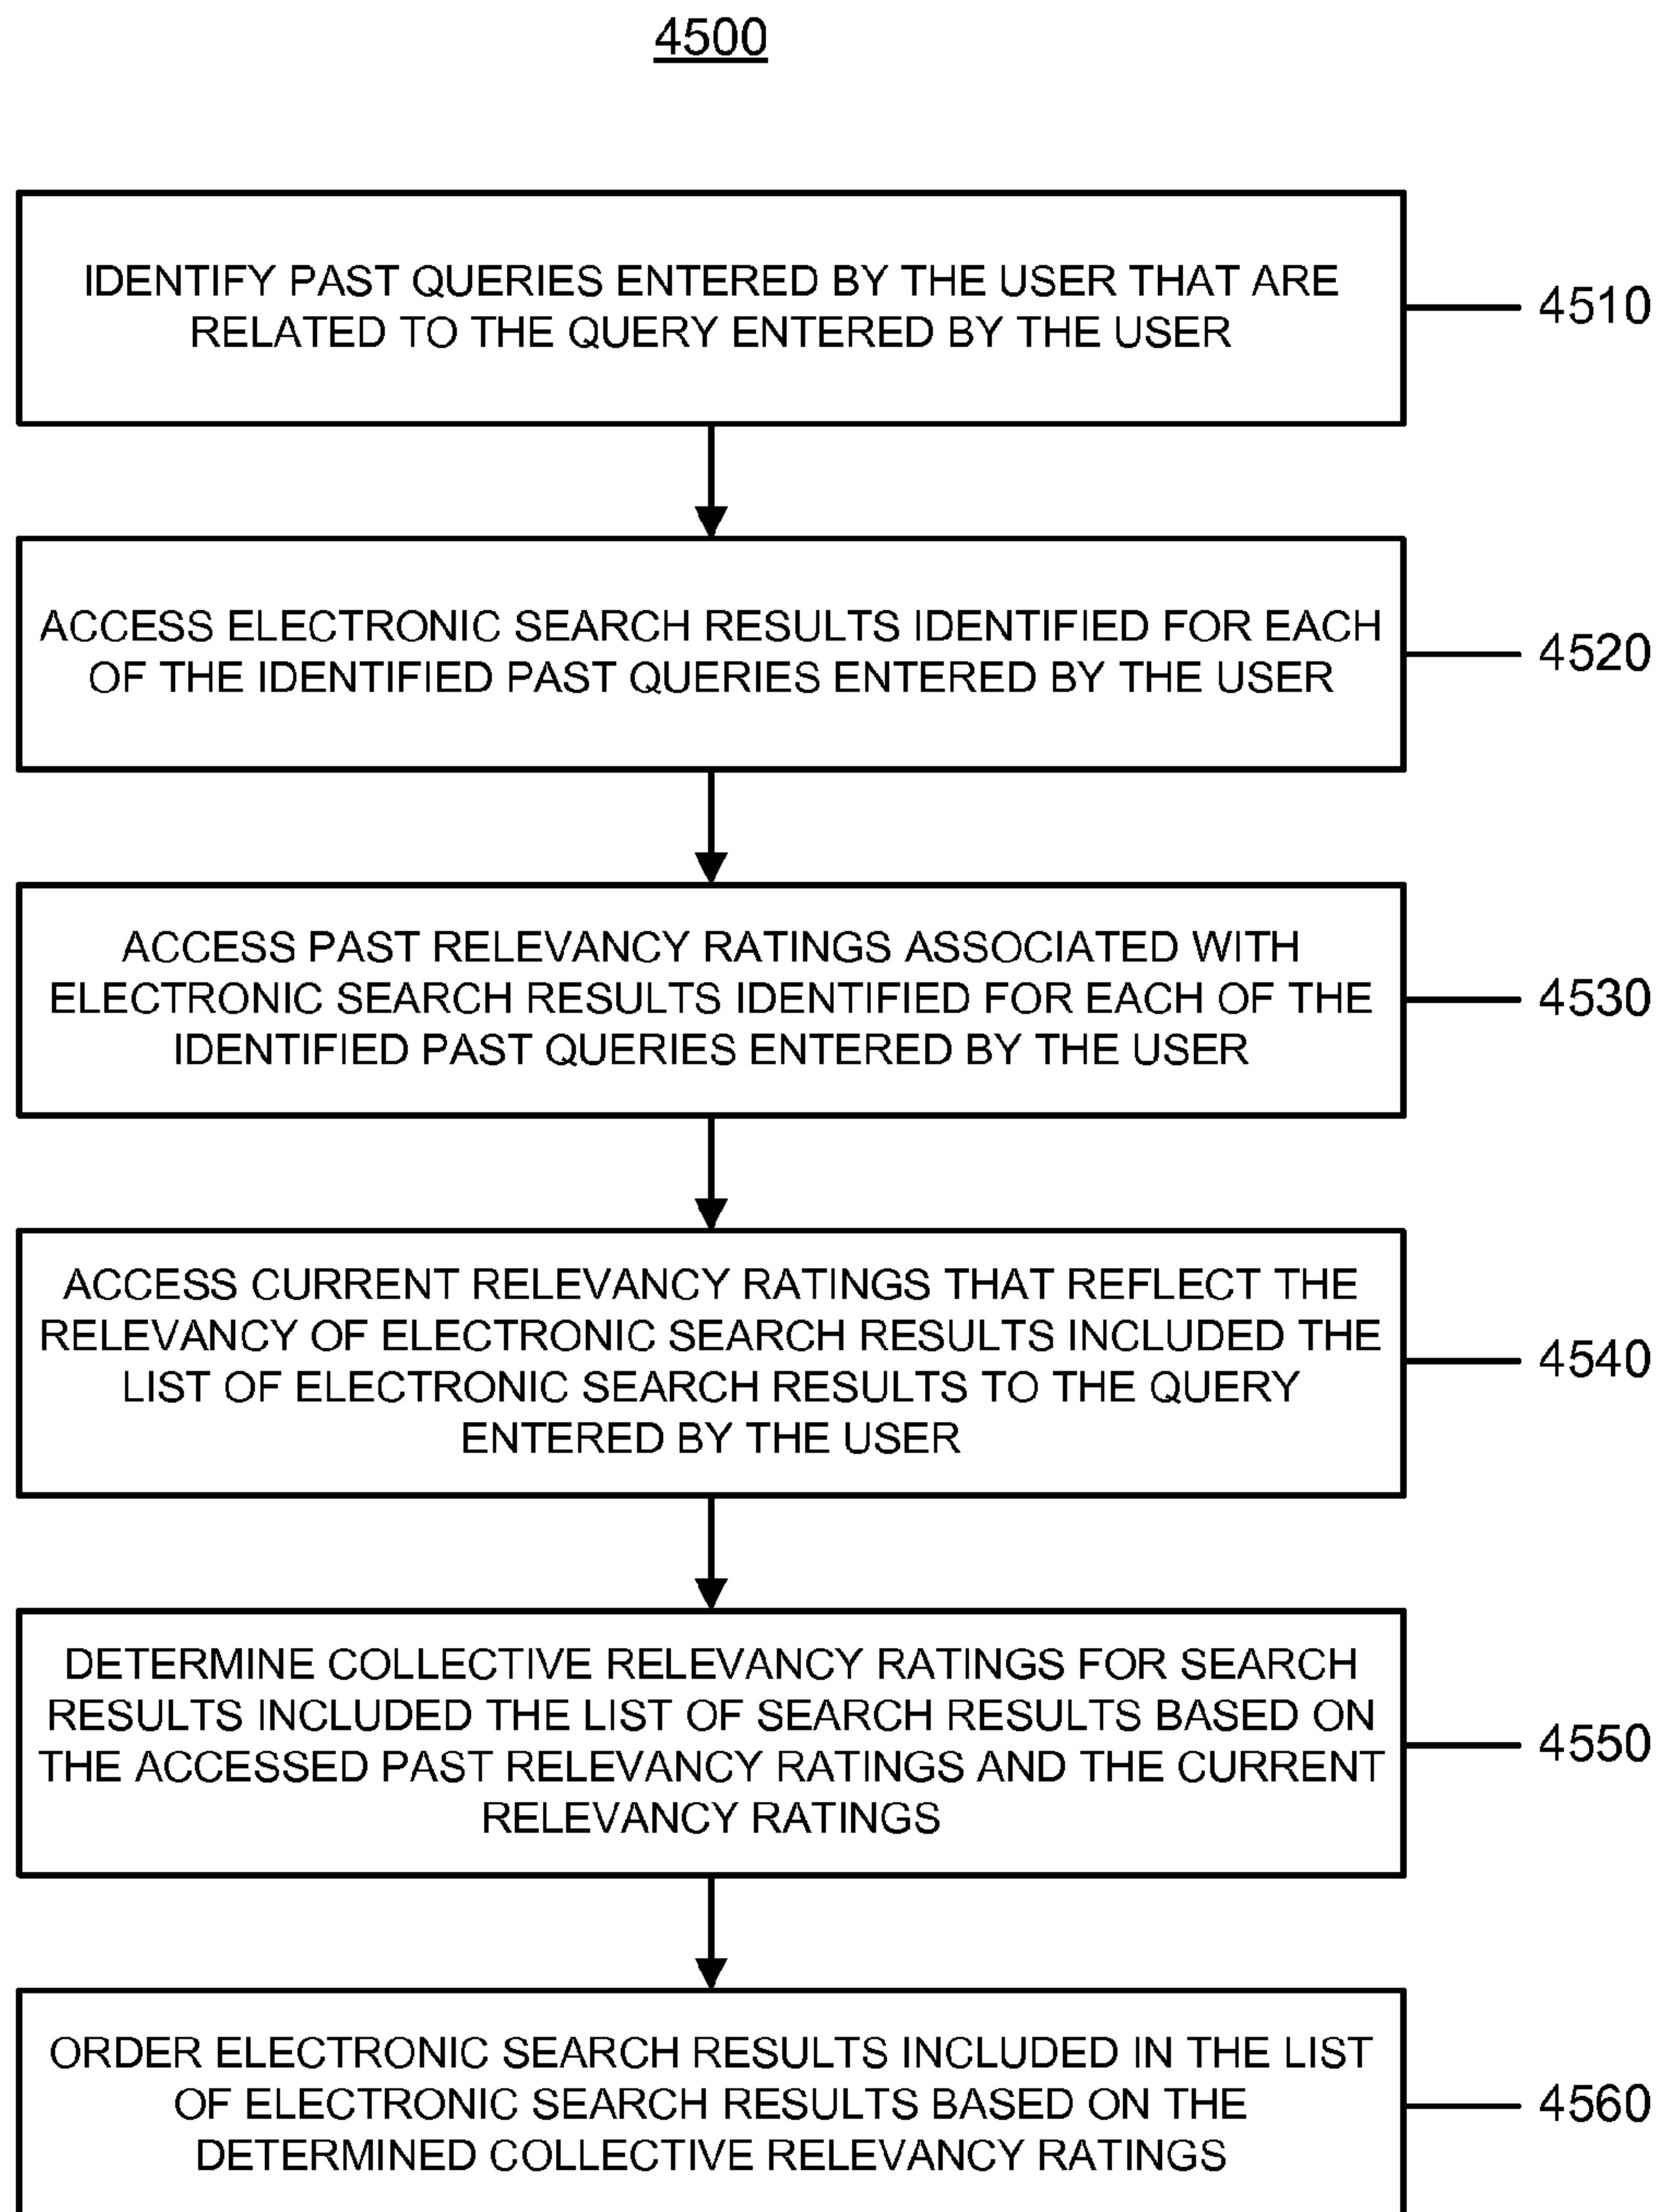 4500
IDENTIFY PAST QUERIES ENTERED BY THE USER THAT ARE
RELATED TO THE QUERY ENTERED BY THE USER
4510
ACCESS ELECTRONIC SEARCH RESULTS IDENTIFIED FOR EACH
OF THE IDENTIFIED PAST QUERIES ENTERED BY THE USER
4520
ACCESS PAST RELEVANCY RATINGS ASSOCIATED WITH
ELECTRONIC SEARCH RESULTS IDENTIFIED FOR EACH OF THE
IDENTIFIED PAST QUERIES ENTERED BY THE USER
4530
ACCESS CURRENT RELEVANCY RATINGS THAT REFLECT THE
RELEVANCY OF ELECTRONIC SEARCH RESULTS INCLUDED THE
LIST OF ELECTRONIC SEARCH RESULTS TO THE QUERY
ENTERED BY THE USER
4540
DETERMINE COLLECTIVE RELEVANCY RATINGS FOR SEARCH
RESULTS INCLUDED THE LIST OF SEARCH RESULTS BASED ON
THE ACCESSED PAST RELEVANCY RATINGS AND THE CURRENT
RELEVANCY RATINGS
4550
ORDER ELECTRONIC SEARCH RESULTS INCLUDED IN THE LIST
OF ELECTRONIC SEARCH RESULTS BASED ON THE
DETERMINED COLLECTIVE RELEVANCY RATINGS
4560